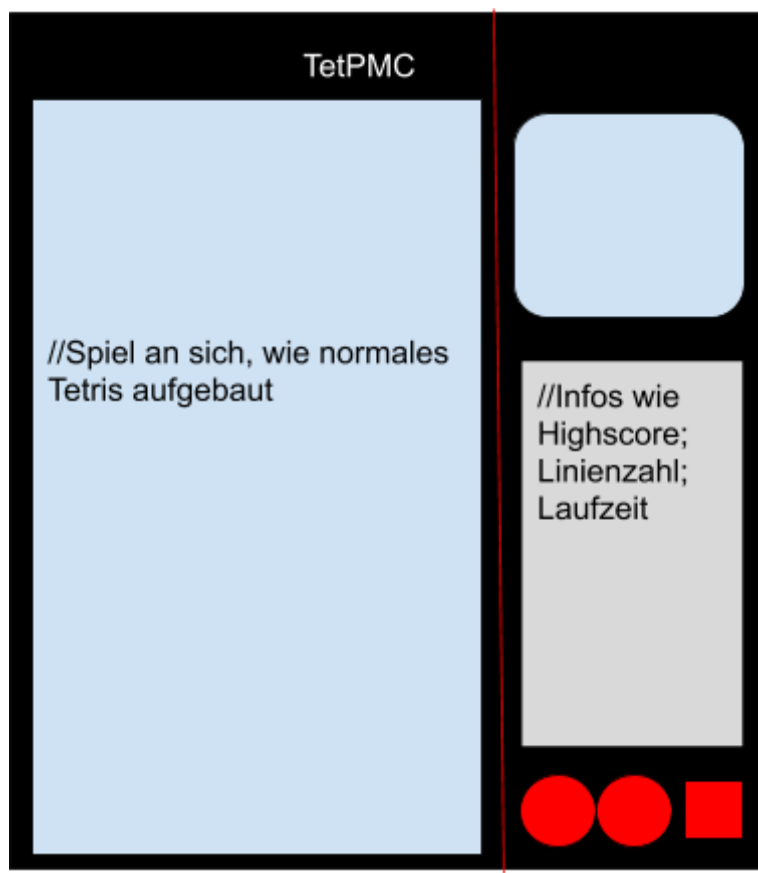 TetPMC
//Spiel an sich, wie normales
Tetris aufgebaut
//Infos wie
Highscore;
Linienzahl;
Laufzeit